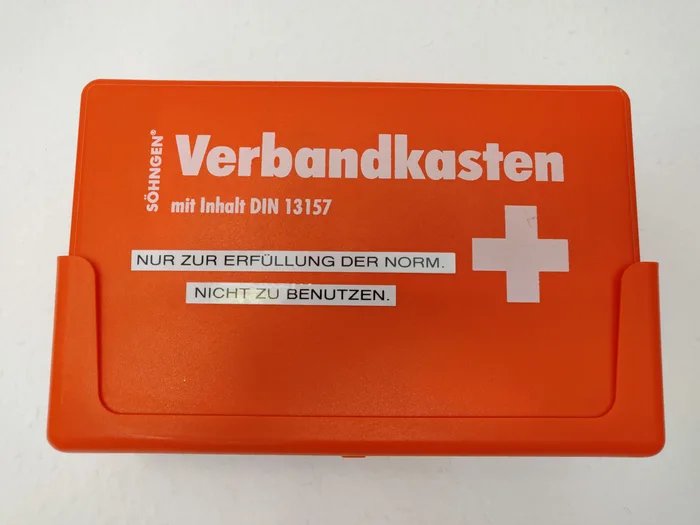 SÖHNGEN®
Verbandkasten
mit Inhalt DIN 13157
NUR ZUR ERFÜLLUNG DER NORM.
NICHT ZU BENUTZEN.